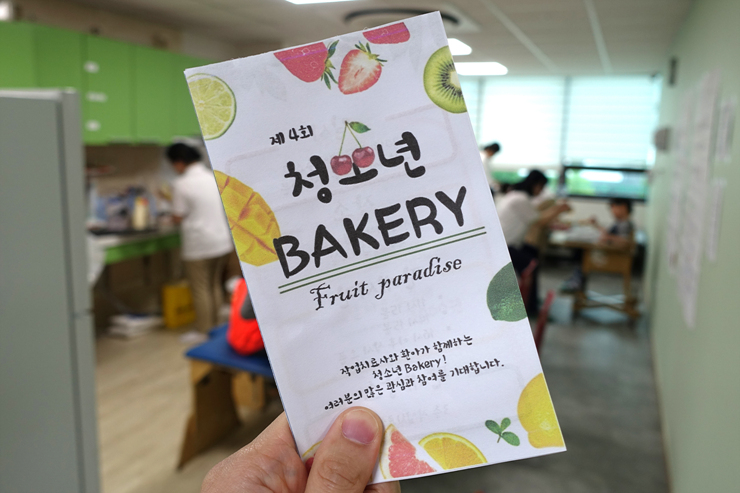 제4회
청소년
BAKERY
Fruit paradise
작업치료사와 환아가 함께하는
청소년 Bakery!
여러분의 많은 관심과 참여를 기대합니다.